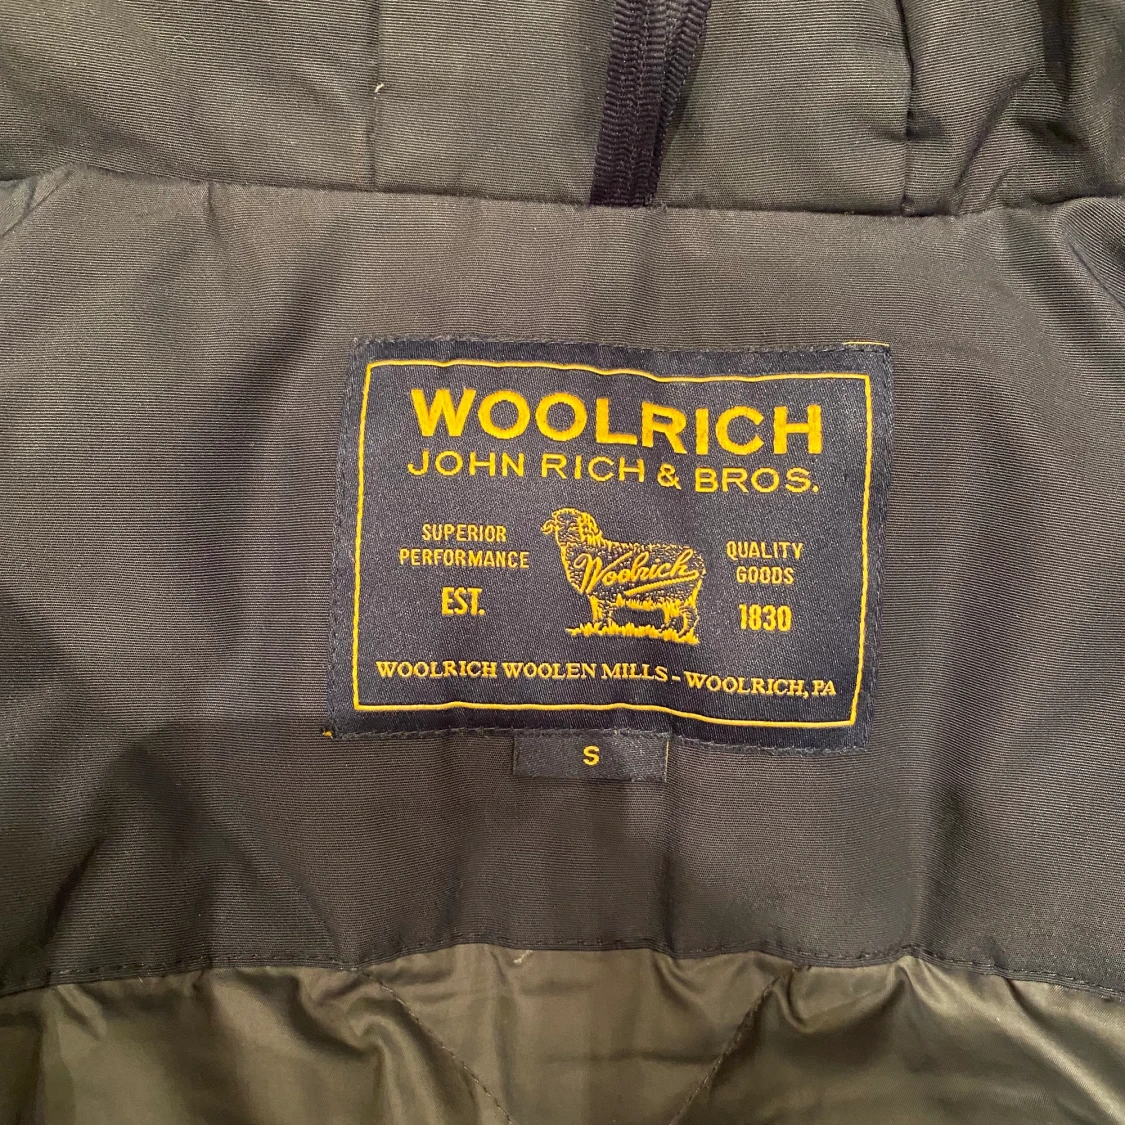 WOOLRICH
JOHN RICH & BROS.
SUPERIOR
PERFORMANCE
EST.
Woolrich
QUALITY
GOODS
1830
WOOLRICH WOOLEN MILLS - WOOLRICH, PA
S